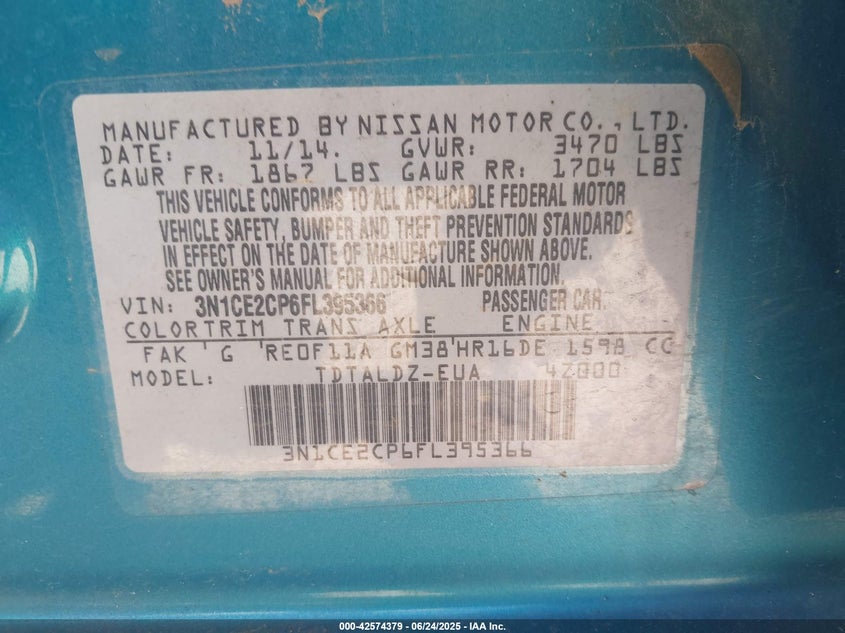 MANUFACTURED BY NISSAN MOTOR CO., LTD.
DATE: 11/14. GVWR: 3470 LBS
GAWR FR: 1867 LBS GAWR RR: 1704 LBS
THIS VEHICLE CONFORMS TO ALL APPLICABLE FEDERAL MOTOR
VEHICLE SAFETY, BUMPER AND THEFT PREVENTION STANDARDS
IN EFFECT ON THE DATE OF MANUFACTURE SHOWN ABOVE.
SEE OWNER'S MANUAL FOR ADDITIONAL INFORMATION.
VIN: 3N1CE2CP6FL395366 PASSENGER CAR
COLORTRIM TRANS AXLE ENGINE
FAK 'G 'RE0F11A GM38'HR16DE 1598 CC
MODEL: TDTALDZ-EUA 4Z000
3N1CE2CP6FL395366
000-42574379 - 06/24/2025 - IAA Inc.